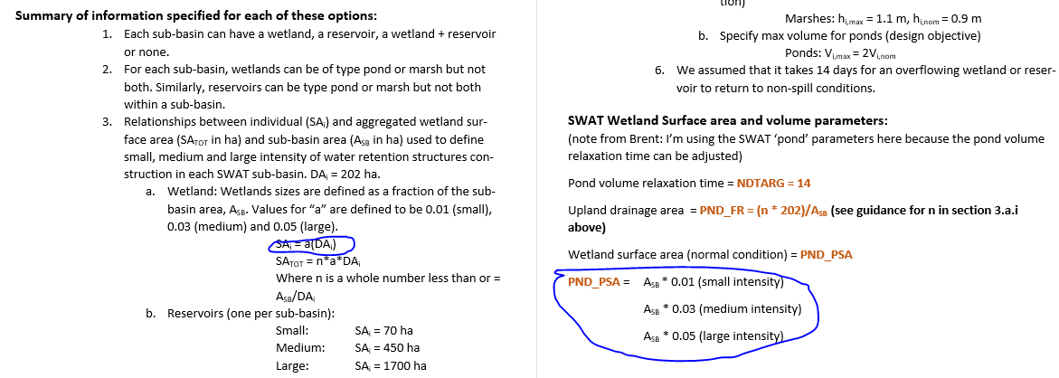 Summary of information specified for each of these options:
1. Each sub-basin can have a wetland, a reservoir, a wetland + reservoir
or none.
2. For each sub-basin, wetlands can be of type pond or marsh but not
both. Similarly, reservoirs can be type pond or marsh but not both
within a sub-basin.
3. Relationships between individual (SAi) and aggregated wetland sur-
face area (SATOT in ha) and sub-basin area (ASB in ha) used to define
small, medium and large intensity of water retention structures con-
struction in each SWAT sub-basin. DAi = 202 ha.
a. Wetland: Wetlands sizes are defined as a fraction of the sub-
basin area, ASB. Values for “a” are defined to be 0.01 (small),
0.03 (medium) and 0.05 (large).
SAi = a(DAi)
SATOT = n*a*DAi
Where n is a whole number less than or =
ASB/DAi
b. Reservoirs (one per sub-basin):
Small: SAi = 70 ha
Medium: SAi = 450 ha
Large: SAi = 1700 ha
tion)
Marshes: hi,max = 1.1 m, hi,nom = 0.9 m
b. Specify max volume for ponds (design objective)
Ponds: Vi,max = 2Vi,nom
6. We assumed that it takes 14 days for an overflowing wetland or reser-
voir to return to non-spill conditions.
SWAT Wetland Surface area and volume parameters:
(note from Brent: I’m using the SWAT ‘pond’ parameters here because the pond volume
relaxation time can be adjusted)
Pond volume relaxation time = NDTARG = 14
Upland drainage area = PND_FR = (n * 202)/ASB (see guidance for n in section 3.a.i
above)
Wetland surface area (normal condition) = PND_PSA
PND_PSA = ASB * 0.01 (small intensity)
ASB * 0.03 (medium intensity)
ASB * 0.05 (large intensity)